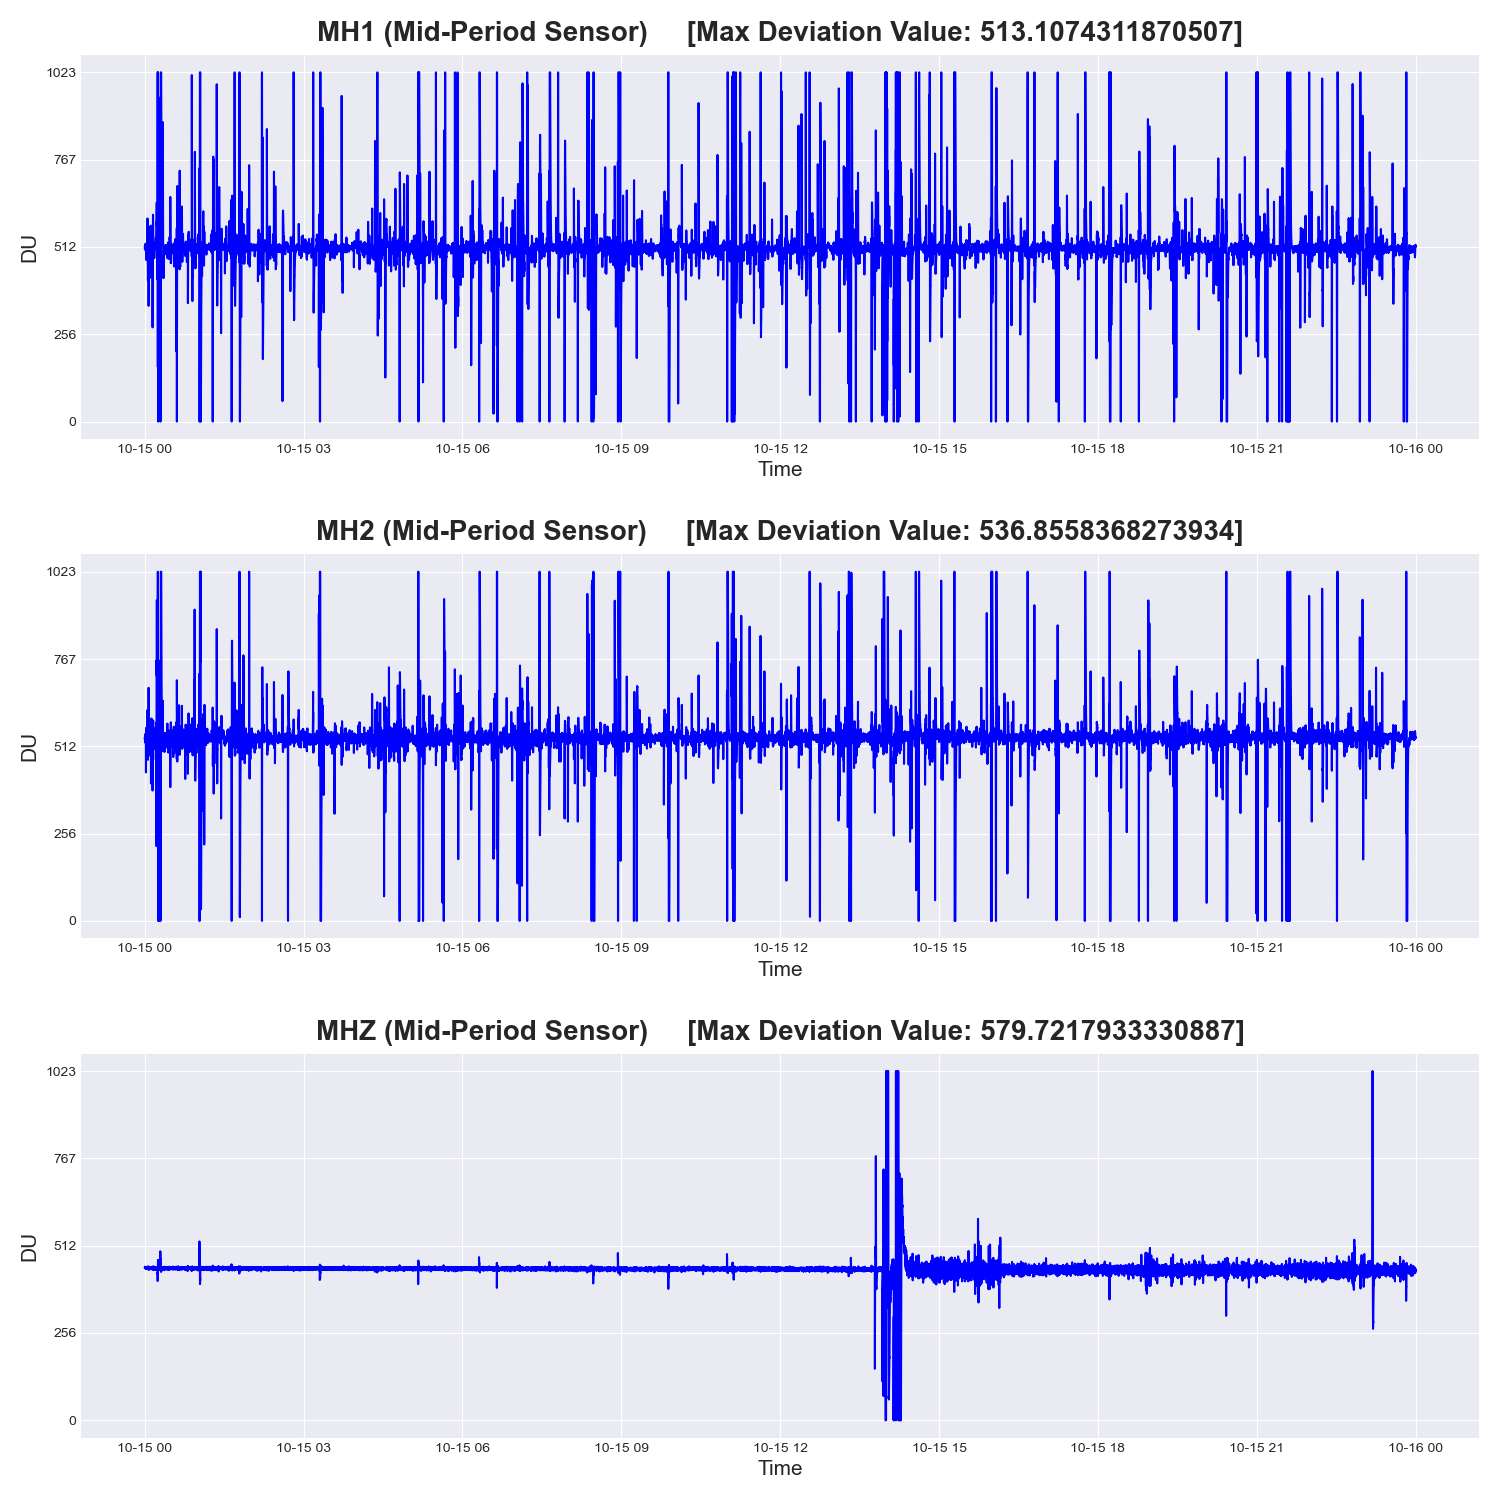 MH1 (Mid-Period Sensor) [Max Deviation Value: 513.1074311870507]
1023
767
512
256
0
DU
10-15 00 10-15 03 10-15 06 10-15 09 10-15 12 10-15 15 10-15 18 10-15 21 10-16 00
Time
MH2 (Mid-Period Sensor) [Max Deviation Value: 536.8558368273934]
1023
767
512
256
0
DU
10-15 00 10-15 03 10-15 06 10-15 09 10-15 12 10-15 15 10-15 18 10-15 21 10-16 00
Time
MHZ (Mid-Period Sensor) [Max Deviation Value: 579.7217933330887]
1023
767
512
256
0
DU
10-15 00 10-15 03 10-15 06 10-15 09 10-15 12 10-15 15 10-15 18 10-15 21 10-16 00
Time